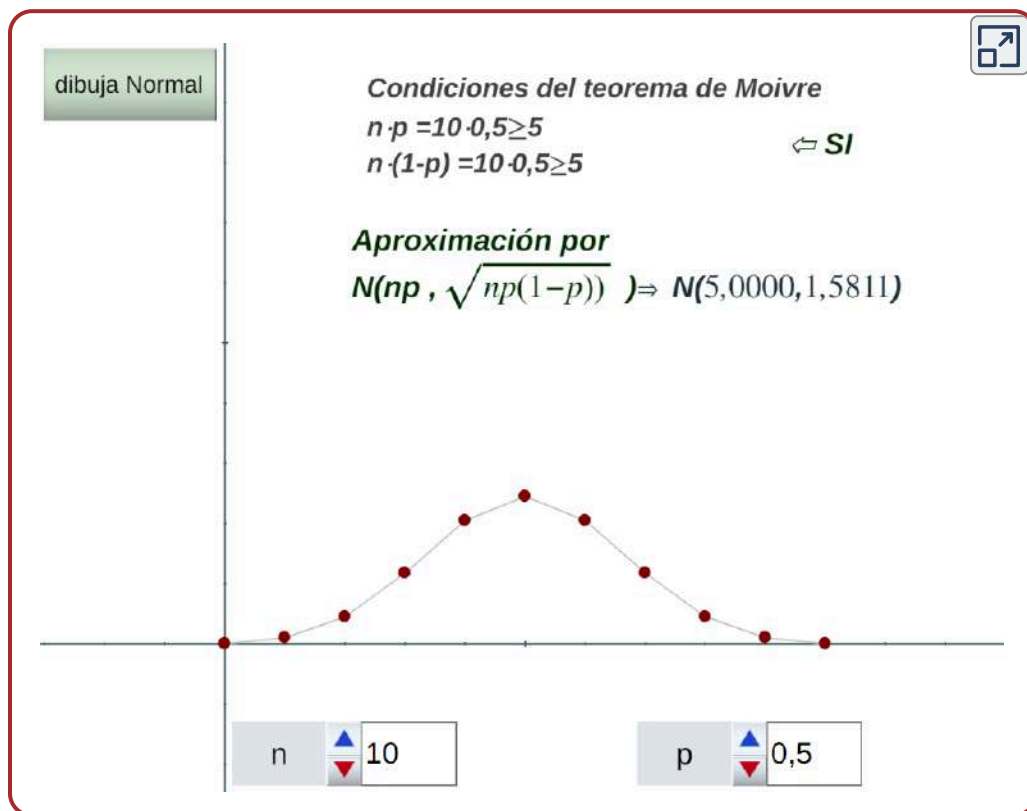 dibuja Normal
Condiciones del teorema de Moivre
n·p =10·0,5≥5
n·(1-p) =10·0,5≥5
⇦ SI
Aproximación por
N(np , √np(1−p)) )⇒ N(5,0000,1,5811)
n 10
p 0,5